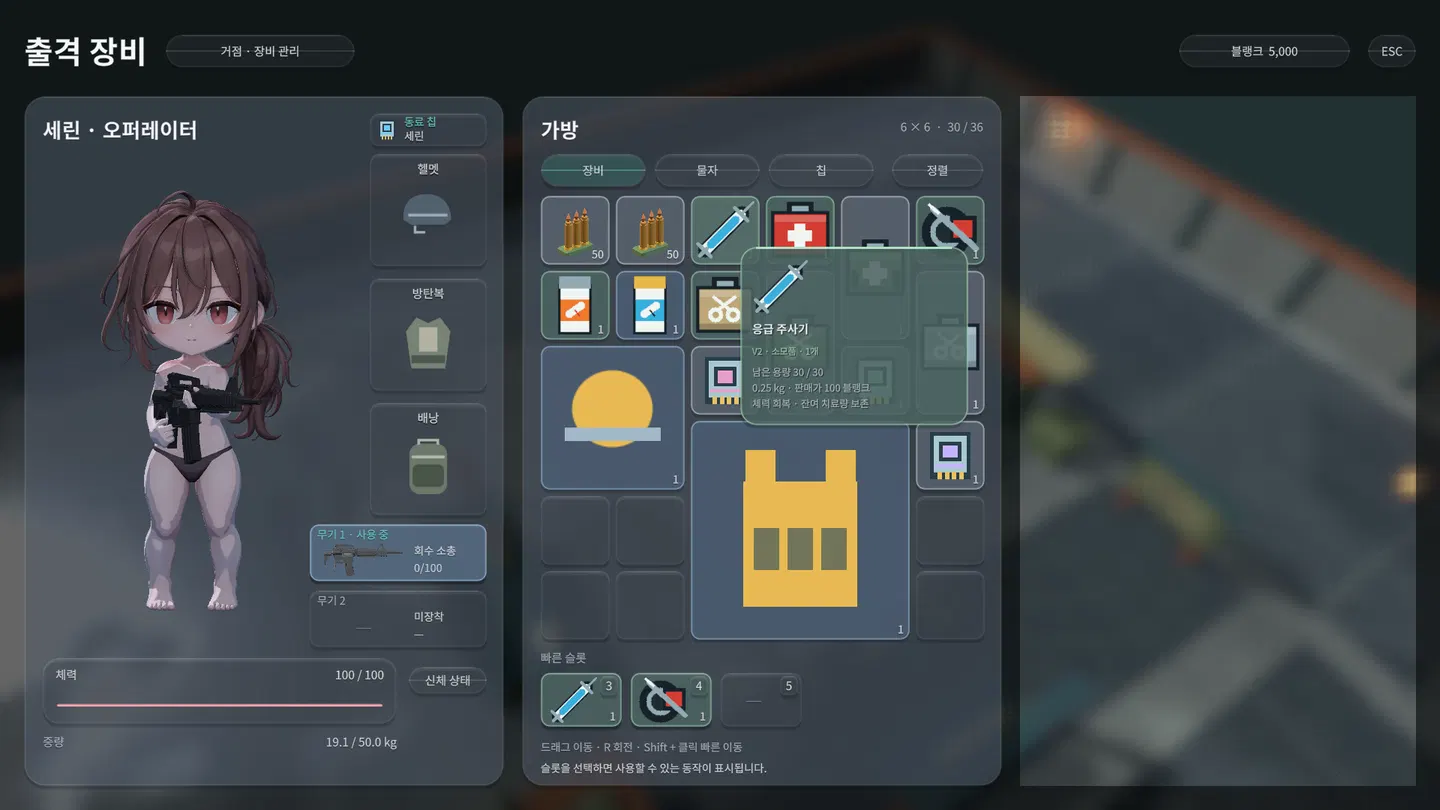 출격 장비
거점 · 장비 관리
블랭크 5,000
ESC
세린 · 오퍼레이터
동료 칩
세린
헬멧
방탄복
배낭
무기 1 · 사용 중
회수 소총
0/100
무기 2
미장착
—
—
체력
100 / 100
신체 상태
중량
19.1 / 50.0 kg
가방
6 × 6 · 30 / 36
장비
물자
칩
정렬
50
50
1
1
1
1
1
1
1
응급 주사기
V2 · 소모품 · 1개
남은 용량 30 / 30
0.25 kg · 판매가 100 블랭크
체력 회복 · 잔여 치료량 보존
1
빠른 슬롯
3
1
4
1
5
—
드래그 이동 · R 회전 · Shift + 클릭 빠른 이동
슬롯을 선택하면 사용할 수 있는 동작이 표시됩니다.